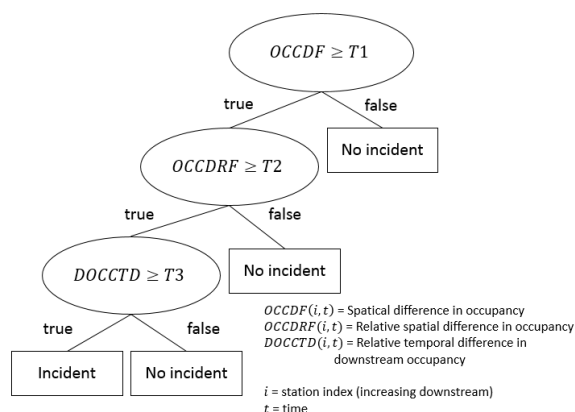 OCCDF ≥ T1
true
false
No incident
OCCDRF ≥ T2
true
false
No incident
DOCCTD ≥ T3
true
false
Incident
No incident
OCCDF(i,t) = Spatical difference in occupancy
OCCDRF(i,t) = Relative spatial difference in occupancy
DOCCTD(i,t) = Relative temporal difference in
downstream occupancy
i = station index (increasing downstream)
t = time